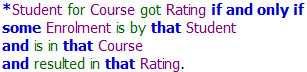 *Student for Course got Rating if and only if
some Enrolment is by that Student
and is in that Course
and resulted in that Rating.